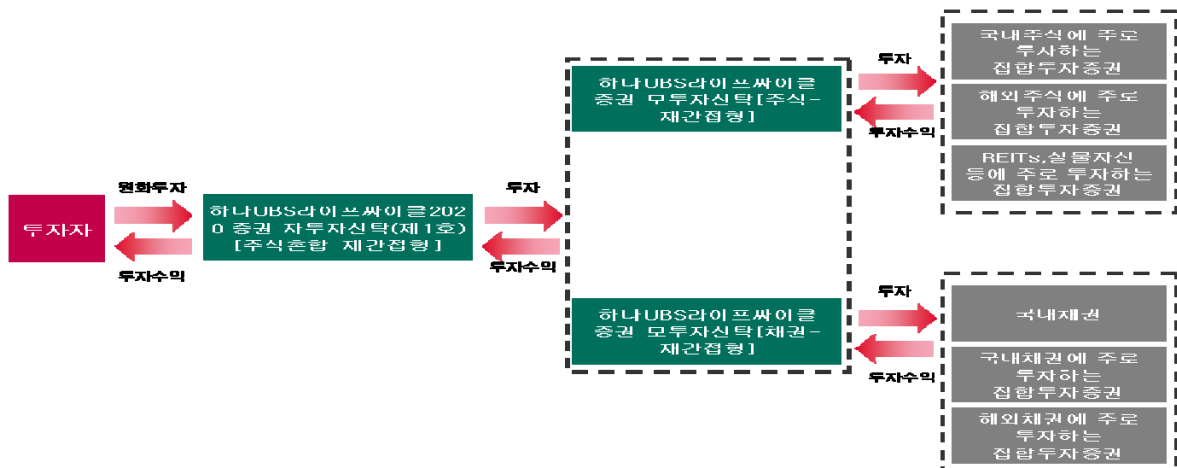 투자자
원화투자
투자수익
하나UBS라이프싸이클202
0 증권 자투자신탁(제1호)
[주식혼합 재간접형]
투자
투자수익
하나UBS라이프싸이클
증권 모투자신탁[주식-
재간접형]
투자
투자수익
국내주식에 주로
투자하는
집합투자증권
해외주식에 주로
투자하는
집합투자증권
REITs,실물자산
등에 주로 투자하는
집합투자증권
하나UBS라이프싸이클
증권 모투자신탁[채권-
재간접형]
투자
투자수익
국내채권
국내채권에 주로
투자하는
집합투자증권
해외채권에 주로
투자하는
집합투자증권